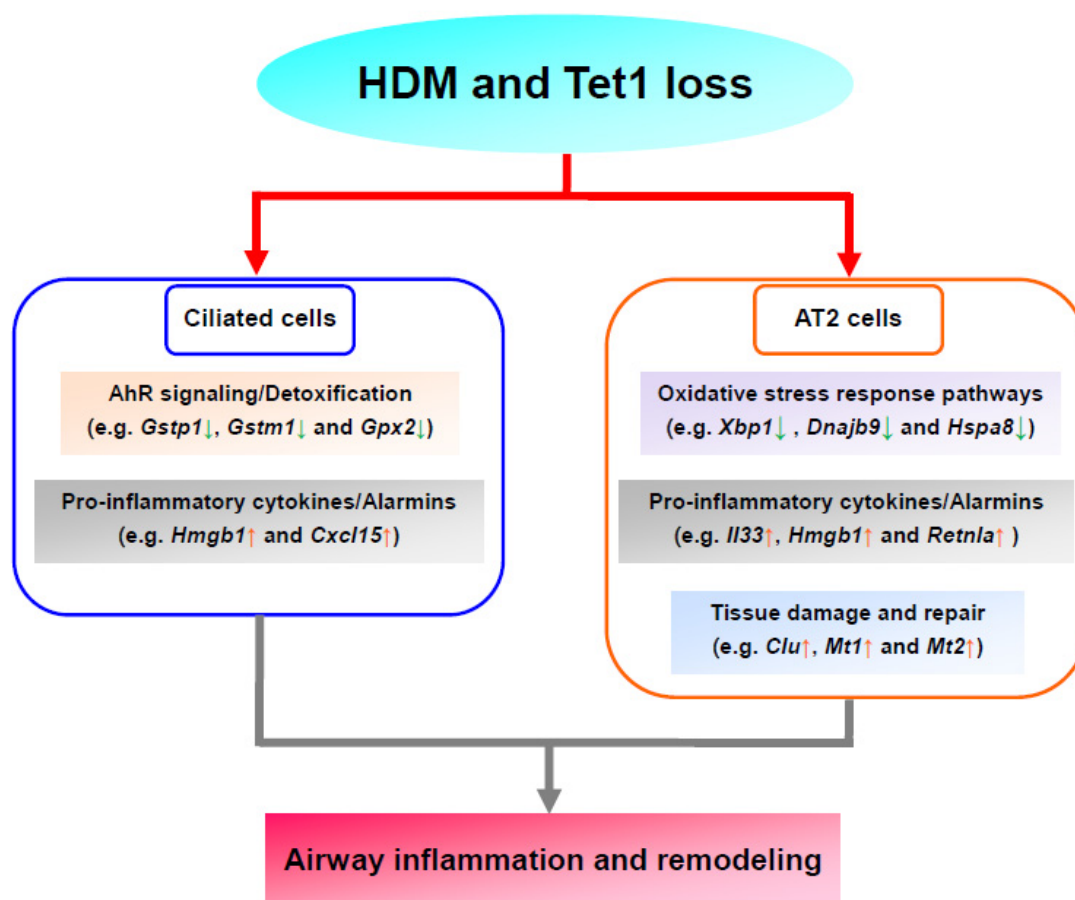 HDM and Tet1 loss
Ciliated cells
AhR signaling/Detoxification
(e.g. Gstp1↓, Gstm1↓ and Gpx2↓)
Pro-inflammatory cytokines/Alarmins
(e.g. Hmgb1↑ and Cxcl15↑)
AT2 cells
Oxidative stress response pathways
(e.g. Xbp1↓ , Dnajb9↓ and Hspa8↓)
Pro-inflammatory cytokines/Alarmins
(e.g. Il33↑, Hmgb1↑ and Retnla↑ )
Tissue damage and repair
(e.g. Clu↑, Mt1↑ and Mt2↑)
Airway inflammation and remodeling